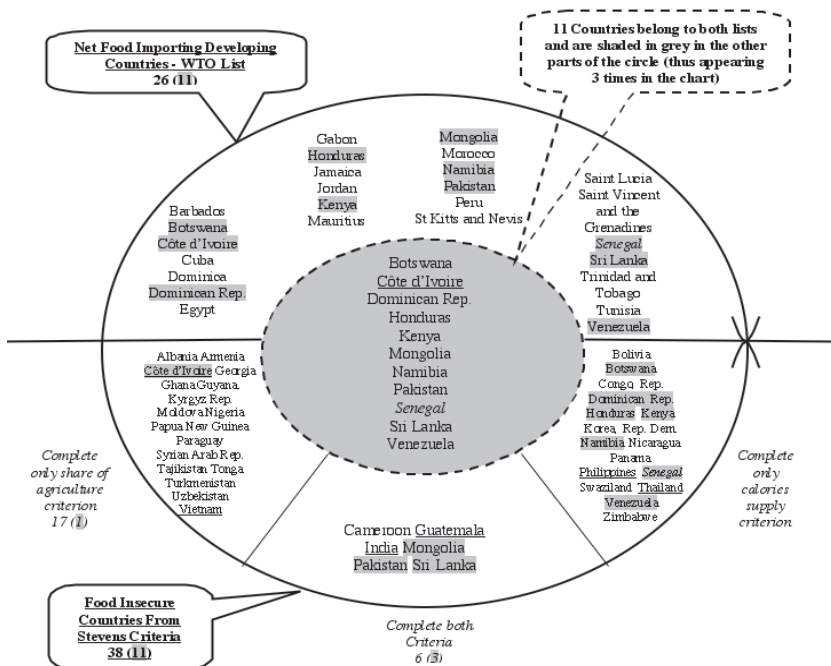 Net Food Importing Developing
Countries - WTO List
26 (11)
11 Countries belong to both lists
and are shaded in grey in the other
parts of the circle (thus appearing
3 times in the chart)
Gabon
Honduras
Jamaica
Jordan
Kenya
Mauritius
Mongolia
Morocco
Namibia
Pakistan
Peru
St Kitts and Nevis
Barbados
Botswana
Côte d'Ivoire
Cuba
Dominica
Dominican Rep.
Egypt
Saint Lucia
Saint Vincent
and the
Grenadines
Senegal
Sri Lanka
Trinidad and
Tobago
Tunisia
Venezuela
Botswana
Côte d'Ivoire
Dominican Rep.
Honduras
Kenya
Mongolia
Namibia
Pakistan
Senegal
Sri Lanka
Venezuela
Albania Armenia
Côte d'Ivoire Georgia
Ghana Guyana
Kyrgyz Rep.
Moldova Nigeria
Papua New Guinea
Paraguay
Syrian Arab Rep.
Tajikistan Tonga
Turkmenistan
Uzbekistan
Vietnam
Bolivia
Botswana
Congo, Rep.
Dominican Rep.
Honduras Kenya
Korea, Rep. Dem.
Namibia Nicaragua
Panama
Philippines Senegal
Swaziland Thailand
Venezuela
Zimbabwe
Complete
only share of
agriculture
criterion
17 (1)
Complete
only
calories
supply
criterion
Cameroon Guatemala
India Mongolia
Pakistan Sri Lanka
Food Insecure
Countries From
Stevens Criteria
38 (11)
Complete both
Criteria
6 (3)